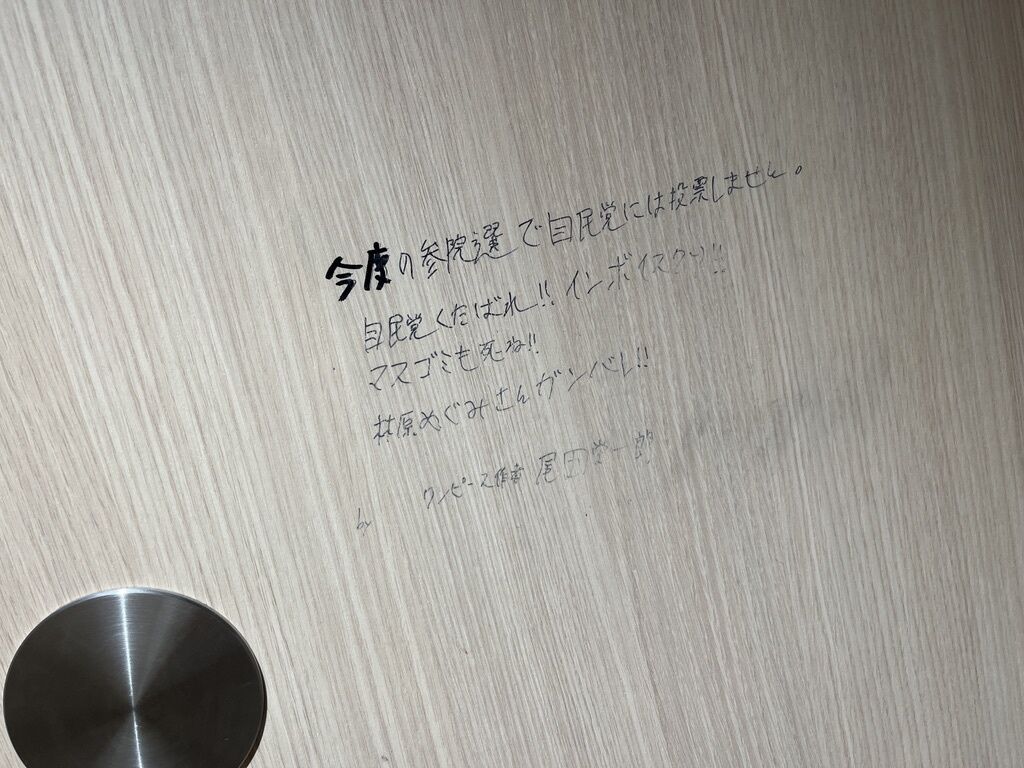 今度の参院選で自民党には投票しません。
自民党くたばれ!! インボイス
マスゴミも死ね!!
林原めぐみさんガンバレ!!
by ワンピース作者 尾田栄一郎